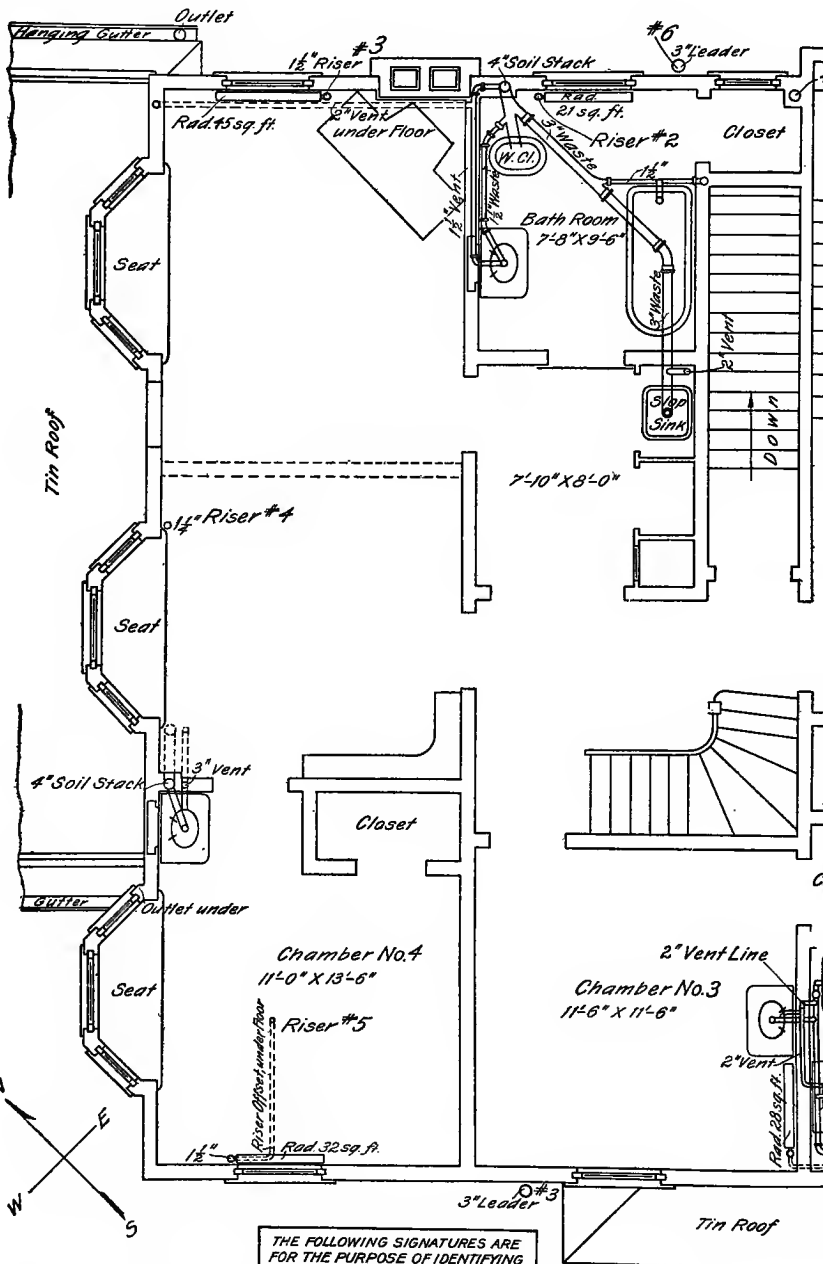 Outlet
Hanging Gutter
1½" Riser #3
4" Soil Stack
#6
3" Leader
Rad. 45 sq. ft.
2" Vent
under Floor
Rad.
21 sq. ft.
Riser #2
Closet
W. Cl.
3" Waste
1½"
1½" Vent
1½" Waste
Bath Room
7'-8" X 9'-6"
Seat
3" Waste
2" Vent
Slop
Sink
Down
Tin Roof
7'-10" X 8'-0"
1¼" Riser #4
Seat
4" Soil Stack
3" Vent
Closet
Gutter
Outlet under
Chamber No. 4
11'-0" X 13'-6"
2" Vent Line
Chamber No. 3
11'-6" X 11'-6"
Seat
Riser #5
Riser Offset under Floor
2" Vent
Rad. 28 sq. ft.
1½"
Rad. 32 sq. ft.
E
W
S
3" Leader
#3
Tin Roof
THE FOLLOWING SIGNATURES ARE
FOR THE PURPOSE OF IDENTIFYING